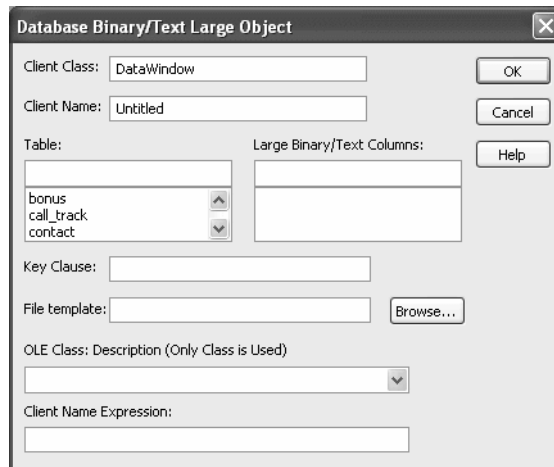 Database Binary/Text Large Object
Client Class: DataWindow
OK
Client Name: Untitled
Cancel
Table:
Large Binary/Text Columns:
Help
bonus
call_track
contact
Key Clause:
File template:
Browse...
OLE Class: Description (Only Class is Used)
Client Name Expression: